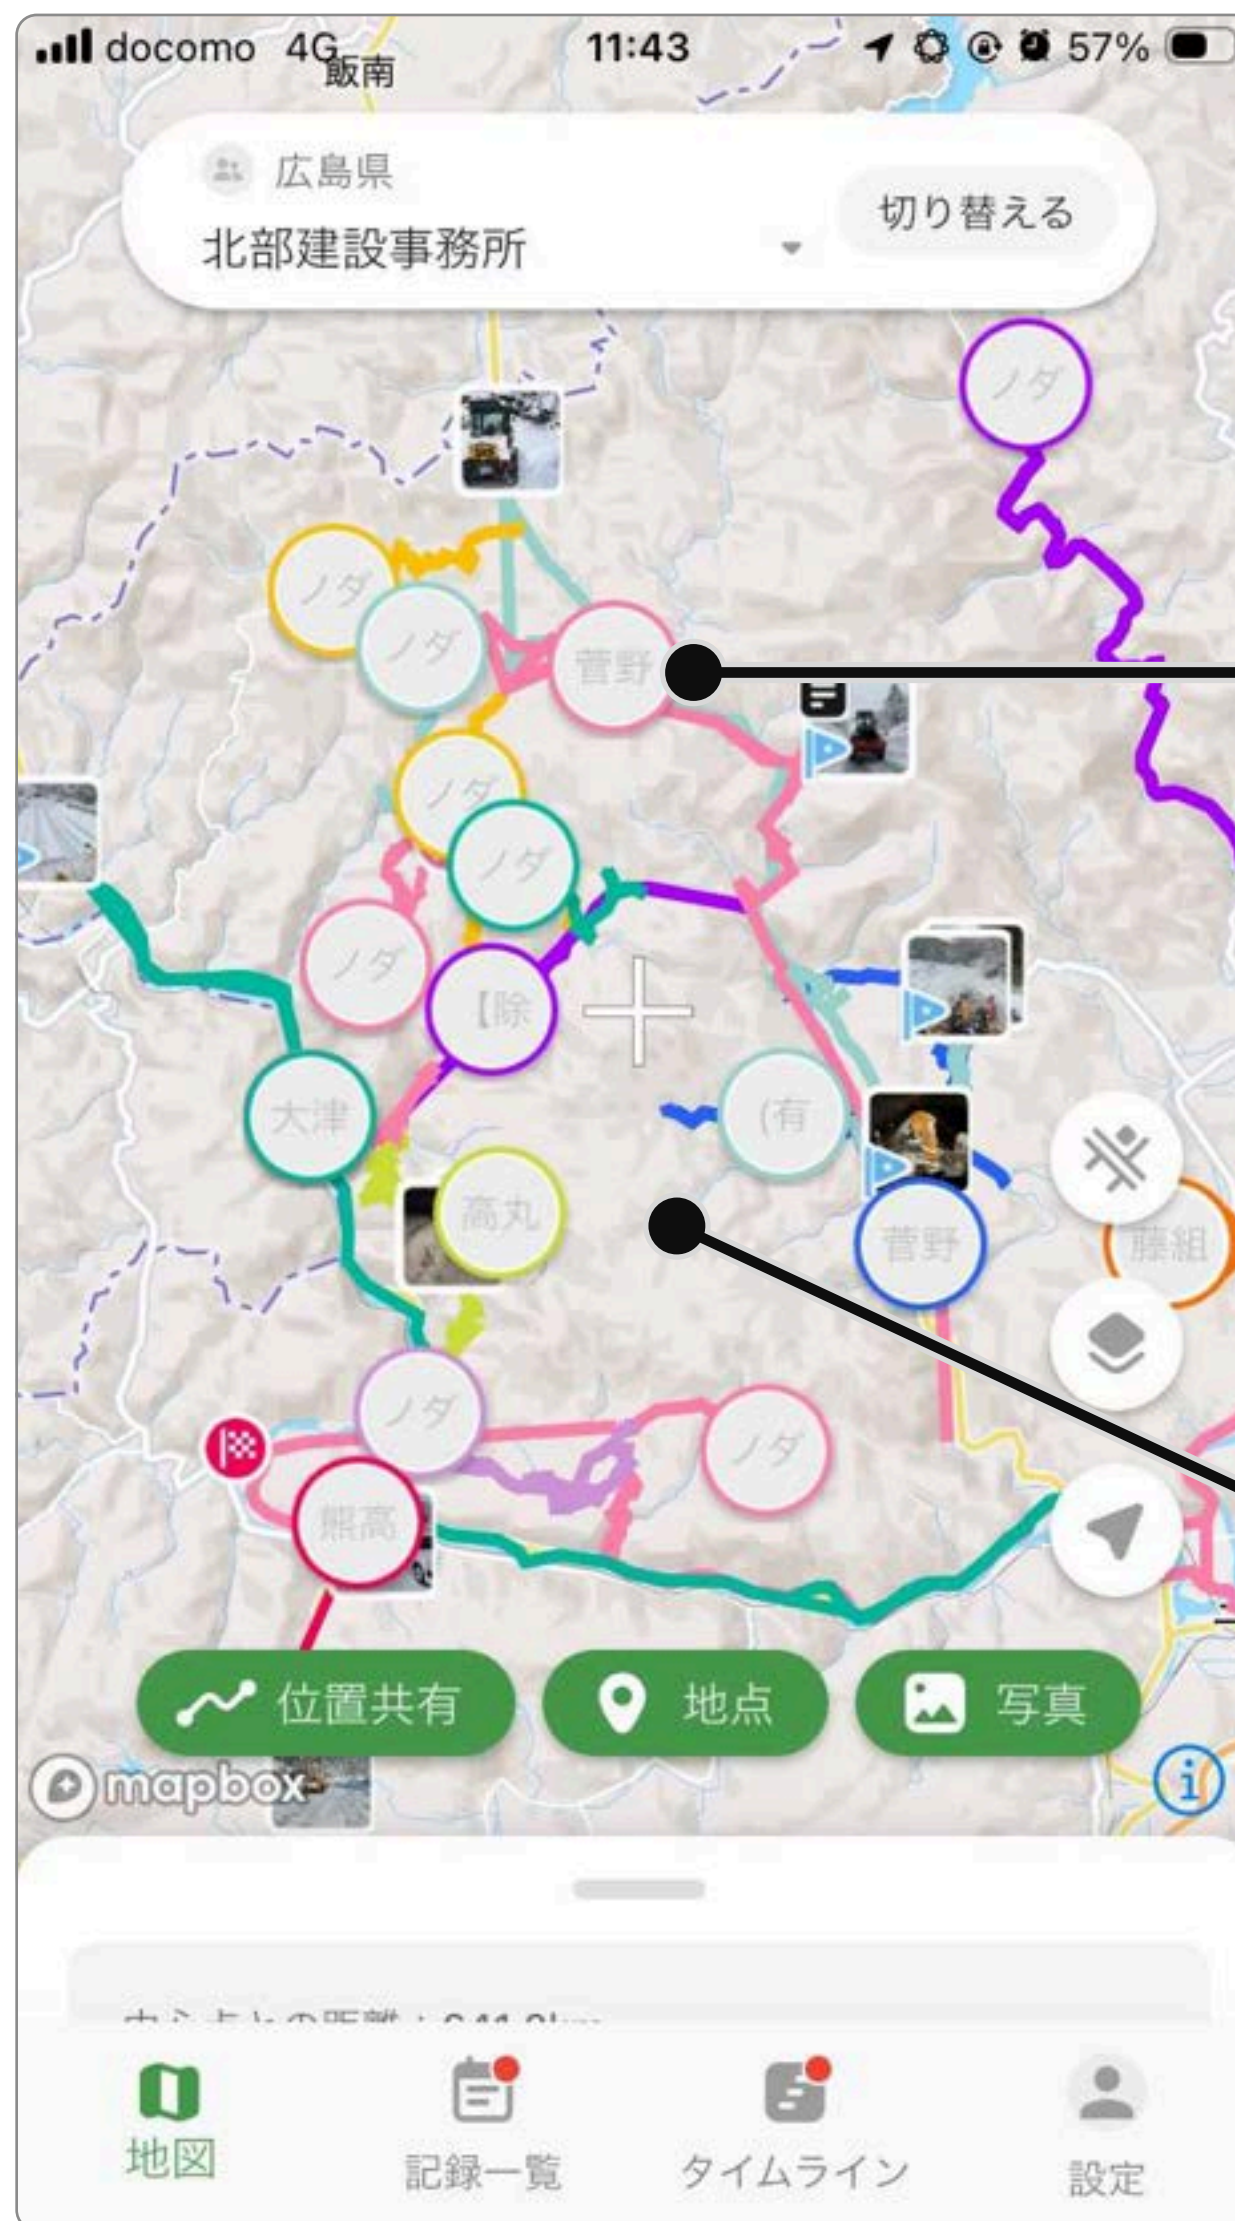 docomo 4G 11:43 57%
飯南
広島県
北部建設事務所
切り替える
ノダ
ノダ
ノダ
菅野
ノダ
ノダ
ノダ
【除
大津
(有
高丸
菅野
藤組
ノダ
ノダ
熊高
位置共有
地点
写真
mapbox
i
地図
記録一覧
タイムライン
設定